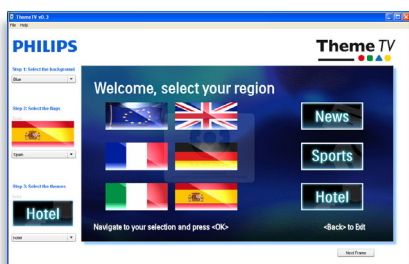 ThemeTV v0. 3
File Help
PHILIPS
Theme TV
Step 1: Select the background
Blue
Step 2: Select the flags
Spain
Step 3: Select the themes
Hotel
hotel
Welcome, select your region
News
Sports
Hotel
Navigate to your selection and press <OK>
<Back> to Exit
Next Frame